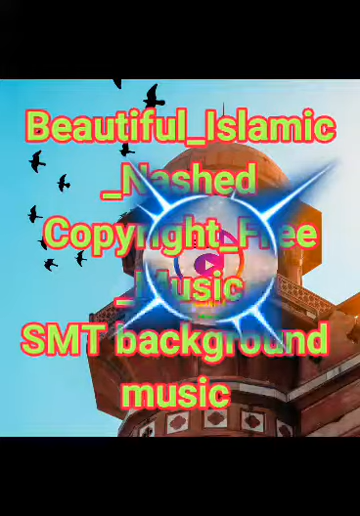 Beautiful_Islamic
_Nashed
Copyright_Free
_Music
SMT background
music